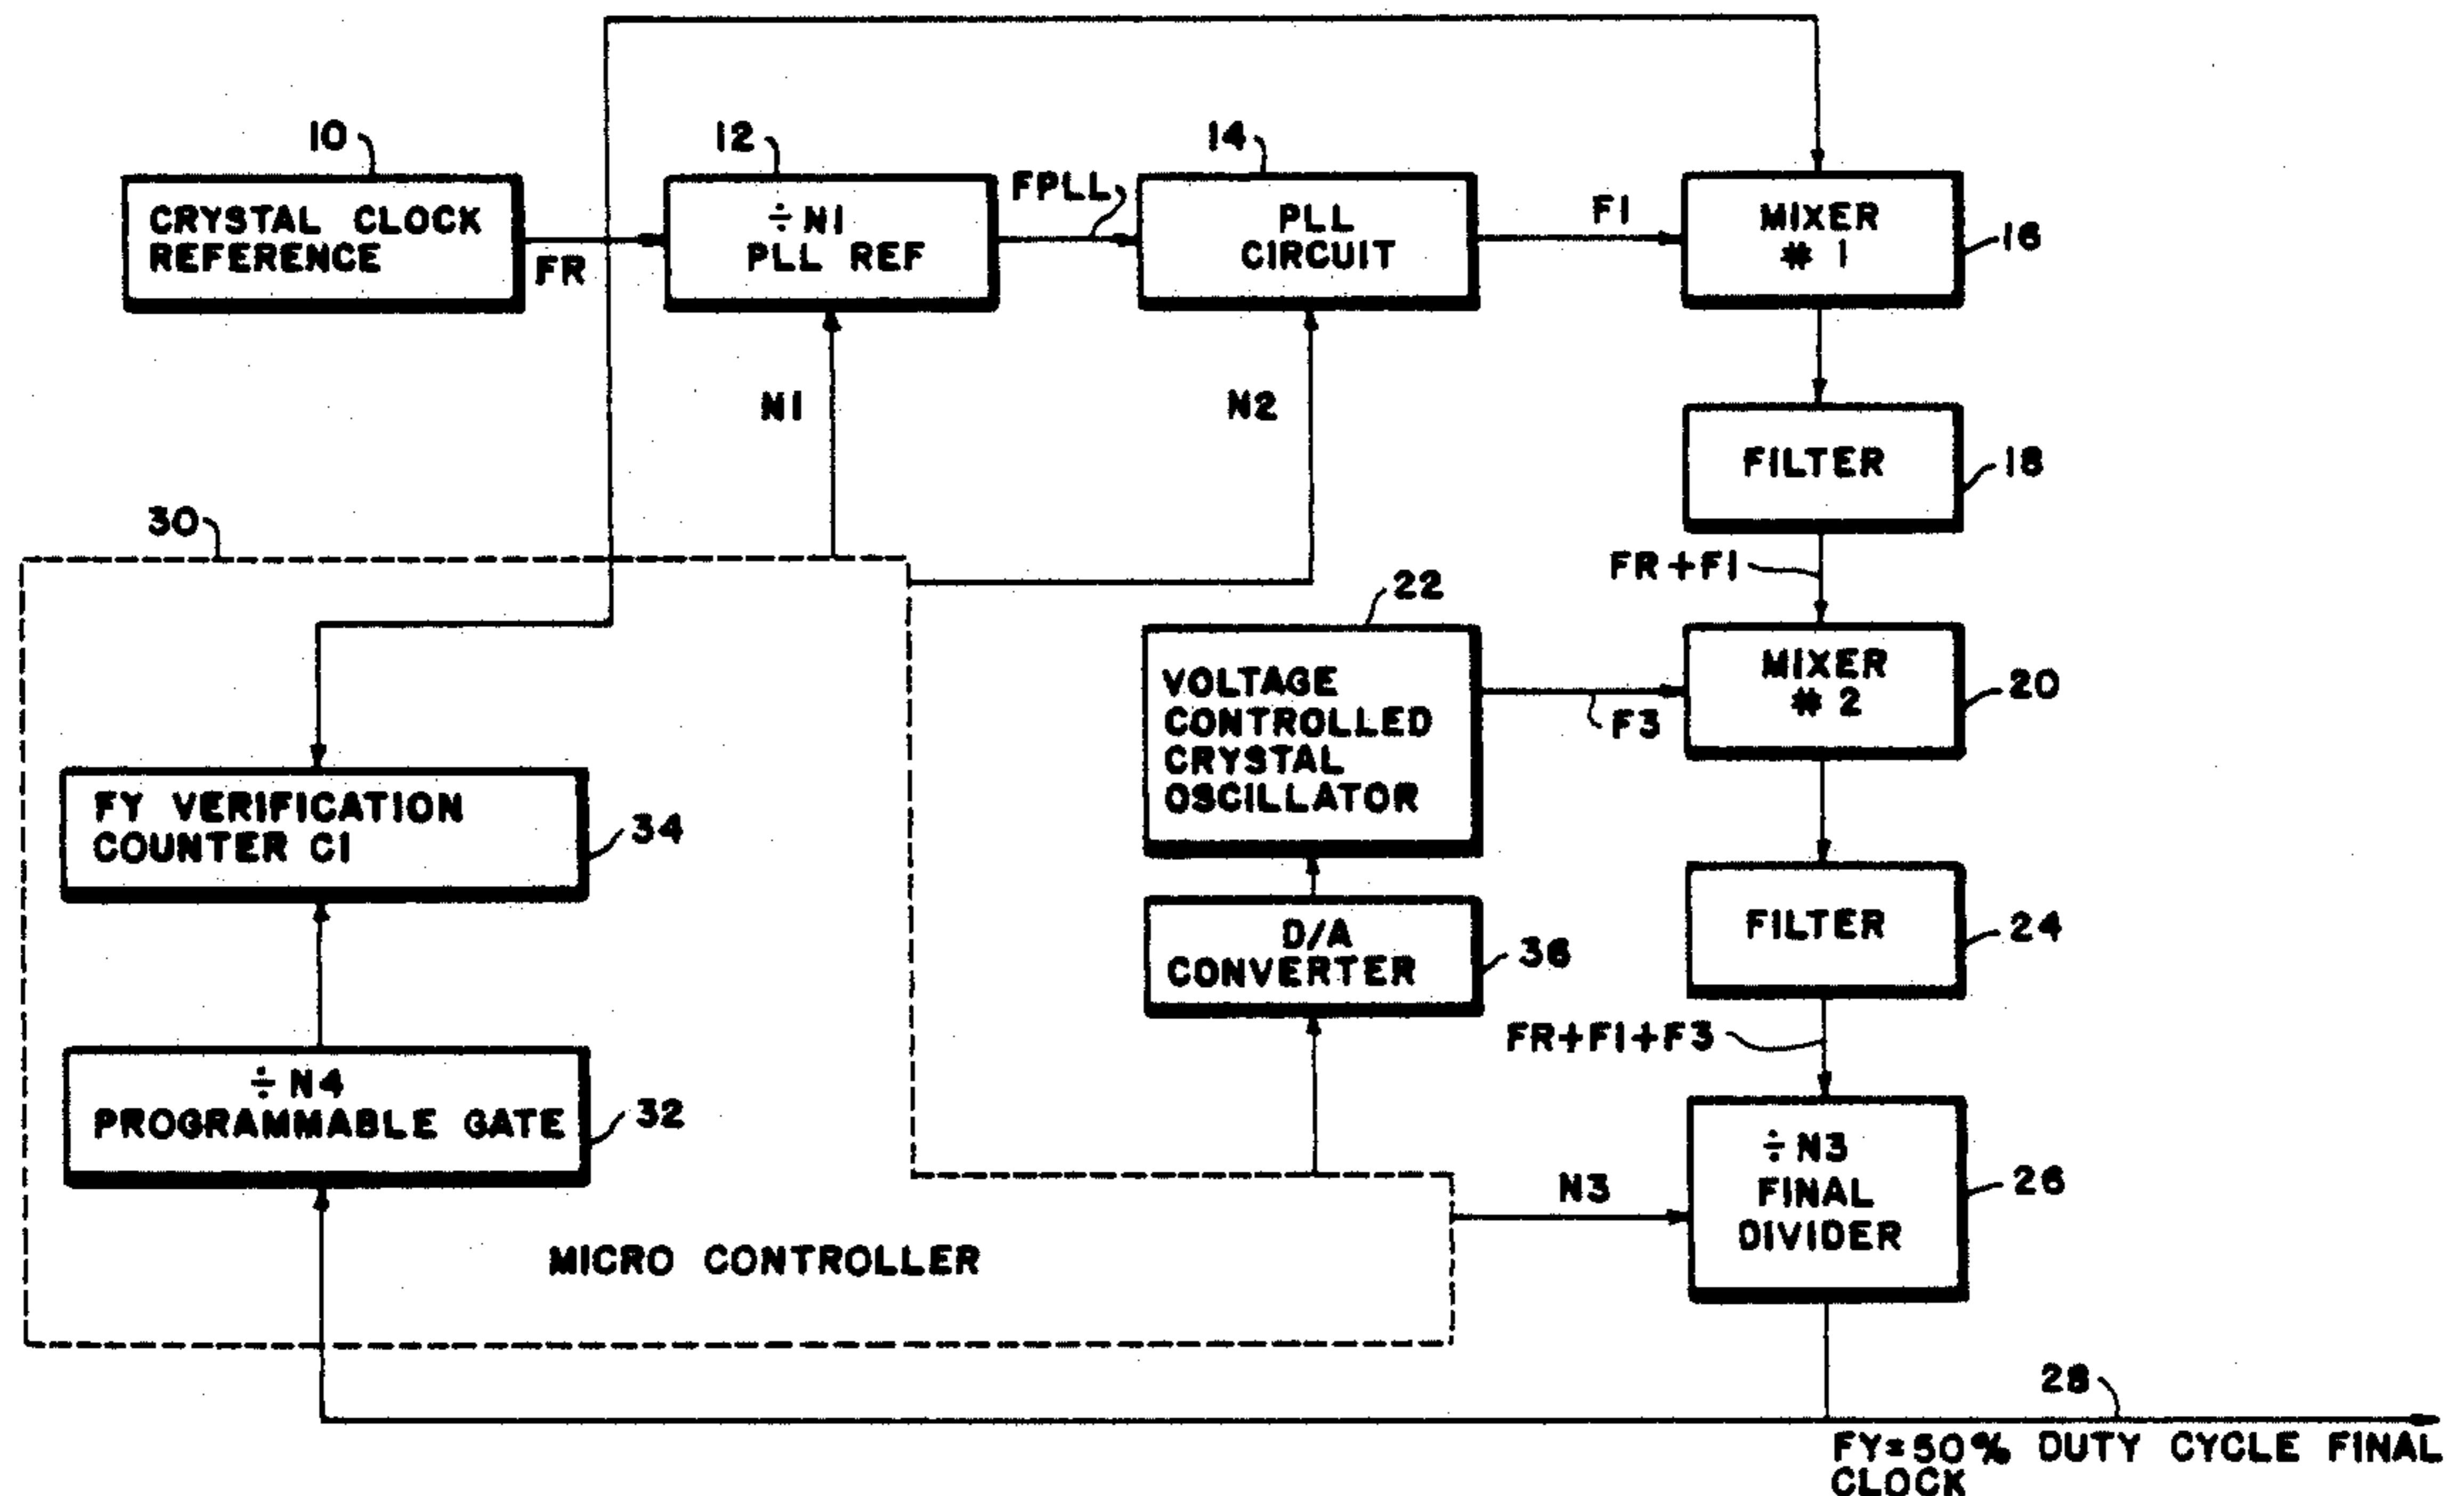 10
CRYSTAL CLOCK
REFERENCE
FR
12
÷N1
PLL REF
FPLL
14
PLL
CIRCUIT
F1
MIXER
# 1
16
N1
N2
FILTER
18
FR+F1
30
22
VOLTAGE
CONTROLLED
CRYSTAL
OSCILLATOR
F3
MIXER
# 2
20
FY VERIFICATION
COUNTER C1
34
D/A
CONVERTER
36
FILTER
24
FR+F1+F3
÷N4
PROGRAMMABLE GATE
32
N3
÷N3
FINAL
DIVIDER
26
MICRO CONTROLLER
28
FY=50% DUTY CYCLE FINAL
CLOCK